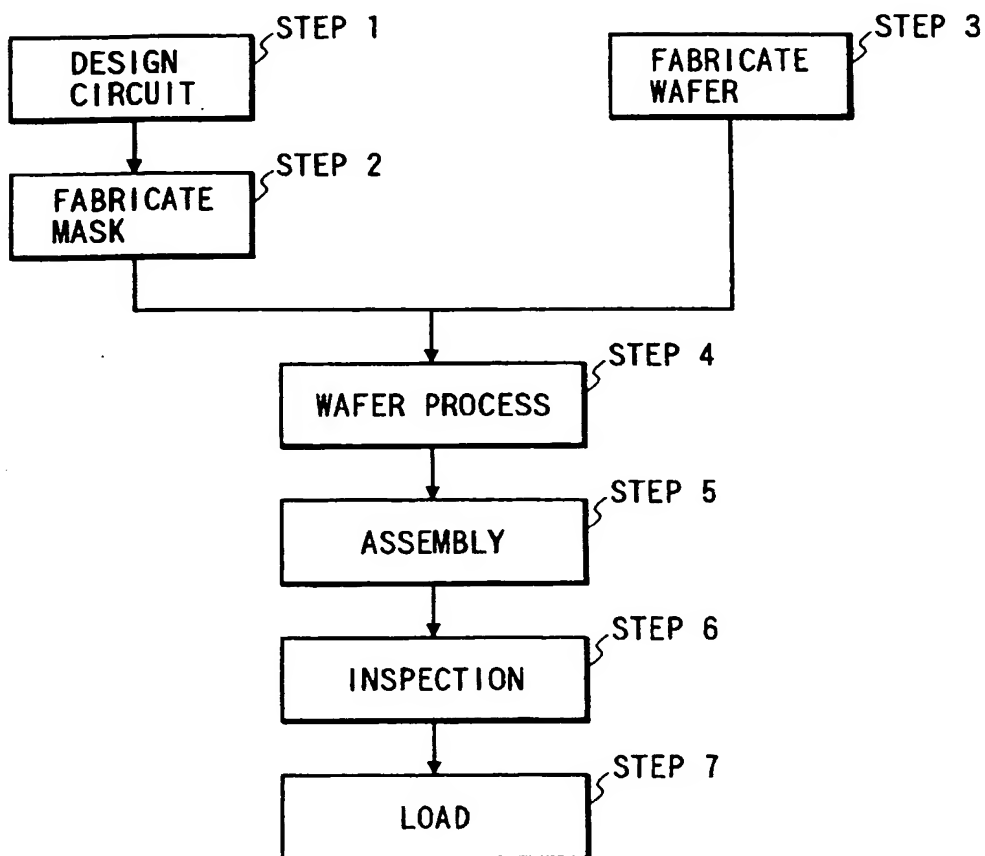 STEP 1
DESIGN
CIRCUIT
STEP 3
FABRICATE
WAFER
STEP 2
FABRICATE
MASK
STEP 4
WAFER PROCESS
STEP 5
ASSEMBLY
STEP 6
INSPECTION
STEP 7
LOAD